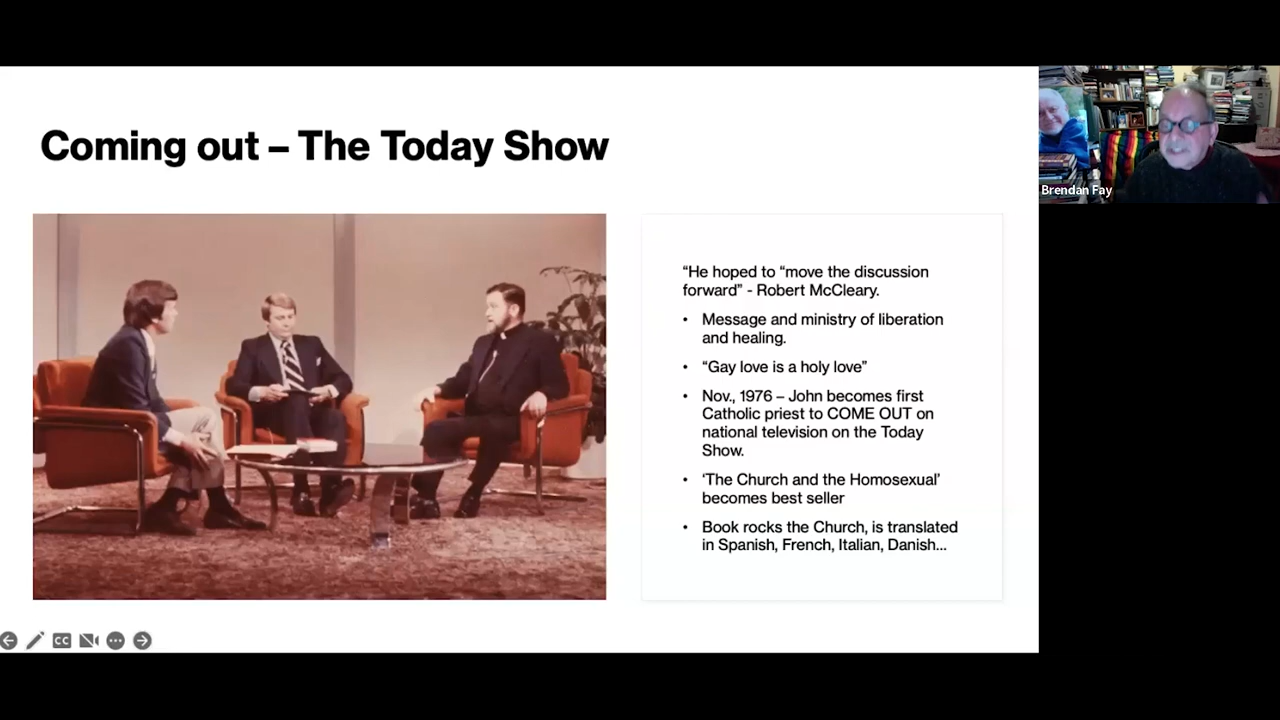 Coming out – The Today Show
“He hoped to “move the discussion
forward” - Robert McCleary.
• Message and ministry of liberation
and healing.
• “Gay love is a holy love”
• Nov., 1976 – John becomes first
Catholic priest to COME OUT on
national television on the Today
Show.
• ‘The Church and the Homosexual’
becomes best seller
• Book rocks the Church, is translated
in Spanish, French, Italian, Danish...
Brendan Fay
CC